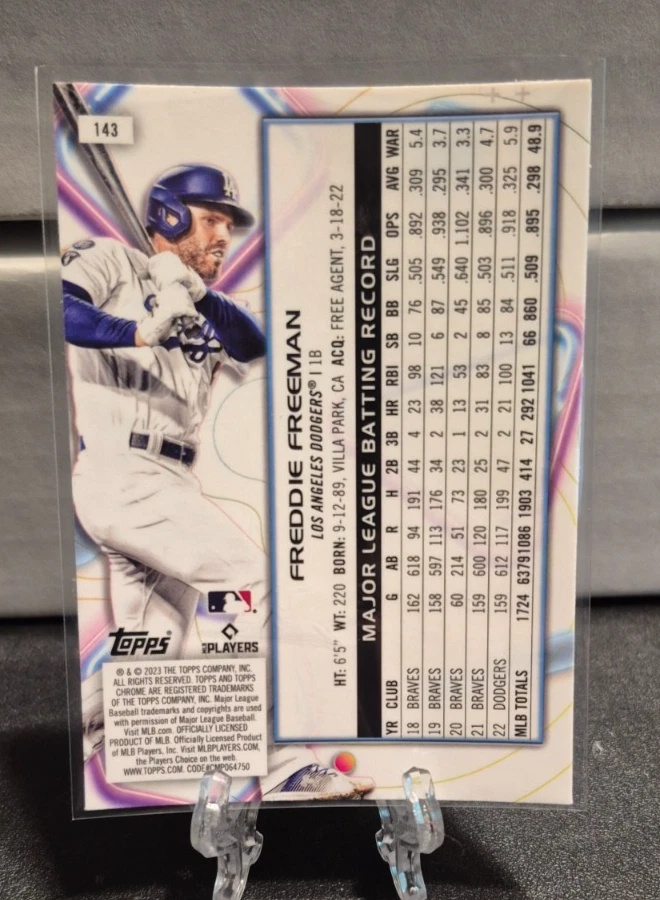 143
FREDDIE FREEMAN
LOS ANGELES DODGERS® | 1B
HT: 6'5" WT: 220 BORN: 9-12-89, VILLA PARK, CA ACQ: FREE AGENT, 3-18-22
MAJOR LEAGUE BATTING RECORD
YR CLUB G AB R H 2B 3B HR RBI SB BB SLG OPS AVG WAR
18 BRAVES 162 618 94 191 44 4 23 98 10 76 .505 .892 .309 5.4
19 BRAVES 158 597 113 176 34 2 38 121 6 87 .549 .938 .295 3.7
20 BRAVES 60 214 51 73 23 1 13 53 2 45 .640 1.102 .341 3.3
21 BRAVES 159 600 120 180 25 2 31 83 8 85 .503 .896 .300 4.7
22 DODGERS 159 612 117 199 47 2 21 100 13 84 .511 .918 .325 5.9
MLB TOTALS 1724 6379 1086 1903 414 27 292 1041 66 860 .509 .895 .298 48.9
topps®
MLB PLAYERS
® & © 2023 THE TOPPS COMPANY, INC.
ALL RIGHTS RESERVED. TOPPS AND TOPPS
CHROME ARE REGISTERED TRADEMARKS
OF THE TOPPS COMPANY, INC. Major League
Baseball trademarks and copyrights are used
with permission of Major League Baseball.
Visit MLB.com. OFFICIALLY LICENSED
PRODUCT OF MLB. Officially Licensed Product
of MLB Players, Inc. Visit MLBPLAYERS.COM,
the Players Choice on the web.
WWW.TOPPS.COM. CODE#CMP064750